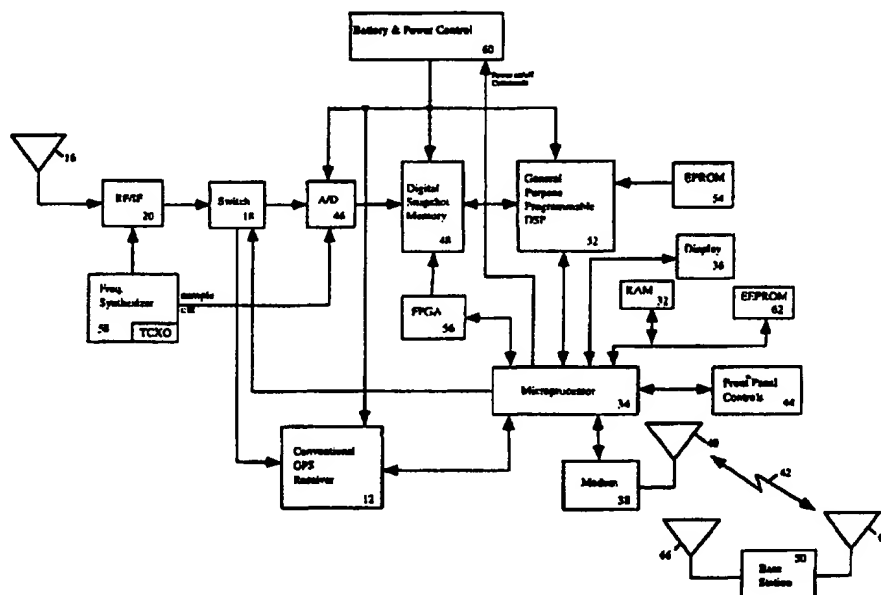 Battery & Power Control
60
Power on/off
Commands
16
RF/IF
20
Switch
18
A/D
46
Digital
Snapshot
Memory
48
General
Purpose
Programmable
DSP
52
EPROM
54
Display
36
Freq.
Synthesizer
58
TCXO
sample
FPGA
56
RAM
32
EEPROM
62
Microprocessor
34
Front Panel
Controls
44
Conventional
GPS
Receiver
12
Modem
38
40
42
66
Base
Station
50